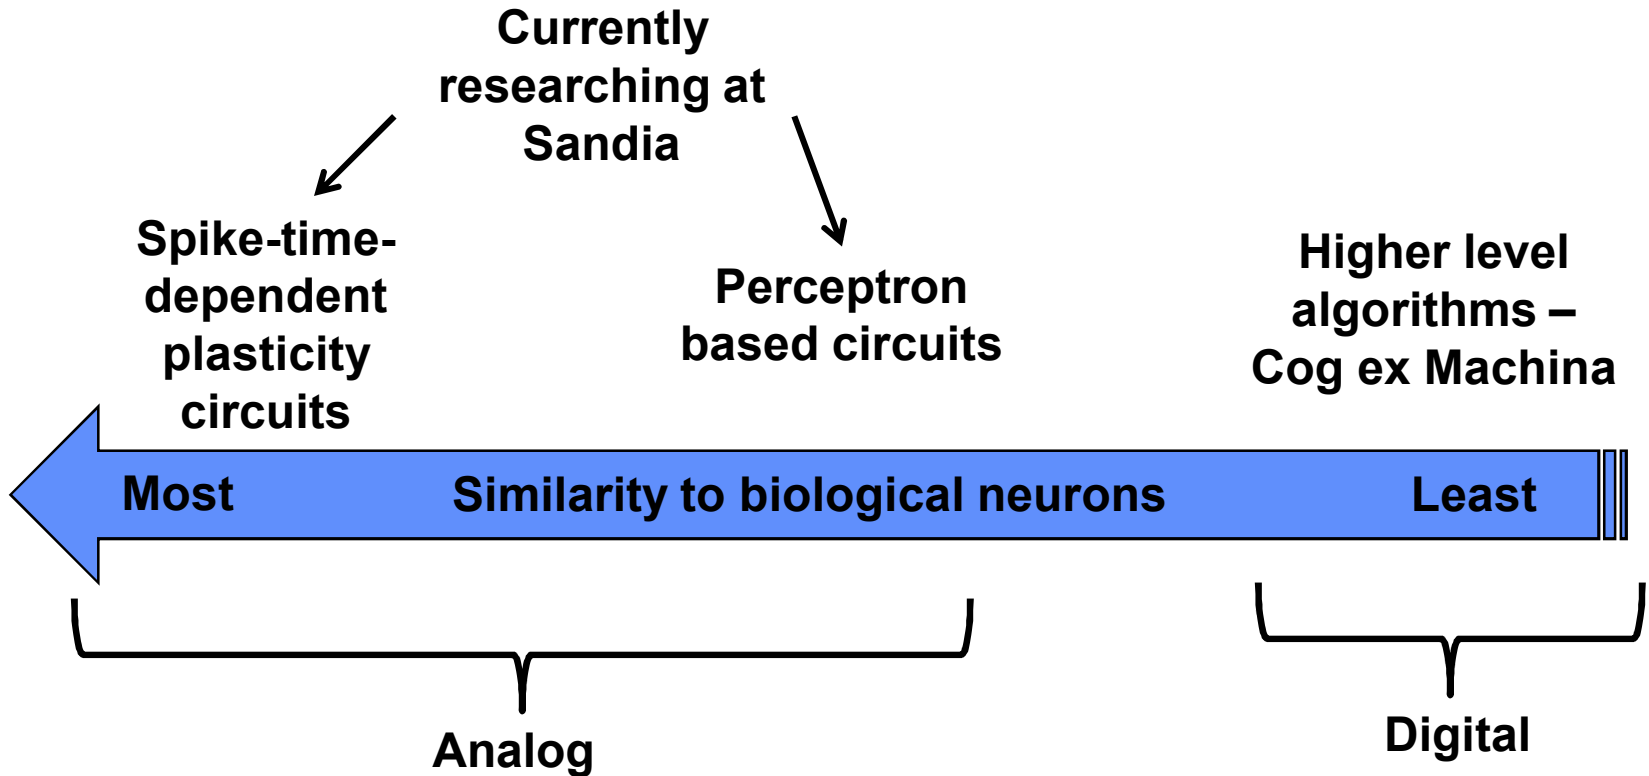 Currently
researching at
Sandia
Spike-time-
dependent
plasticity
circuits
Perceptron
based circuits
Higher level
algorithms –
Cog ex Machina
Most
Similarity to biological neurons
Least
Analog
Digital